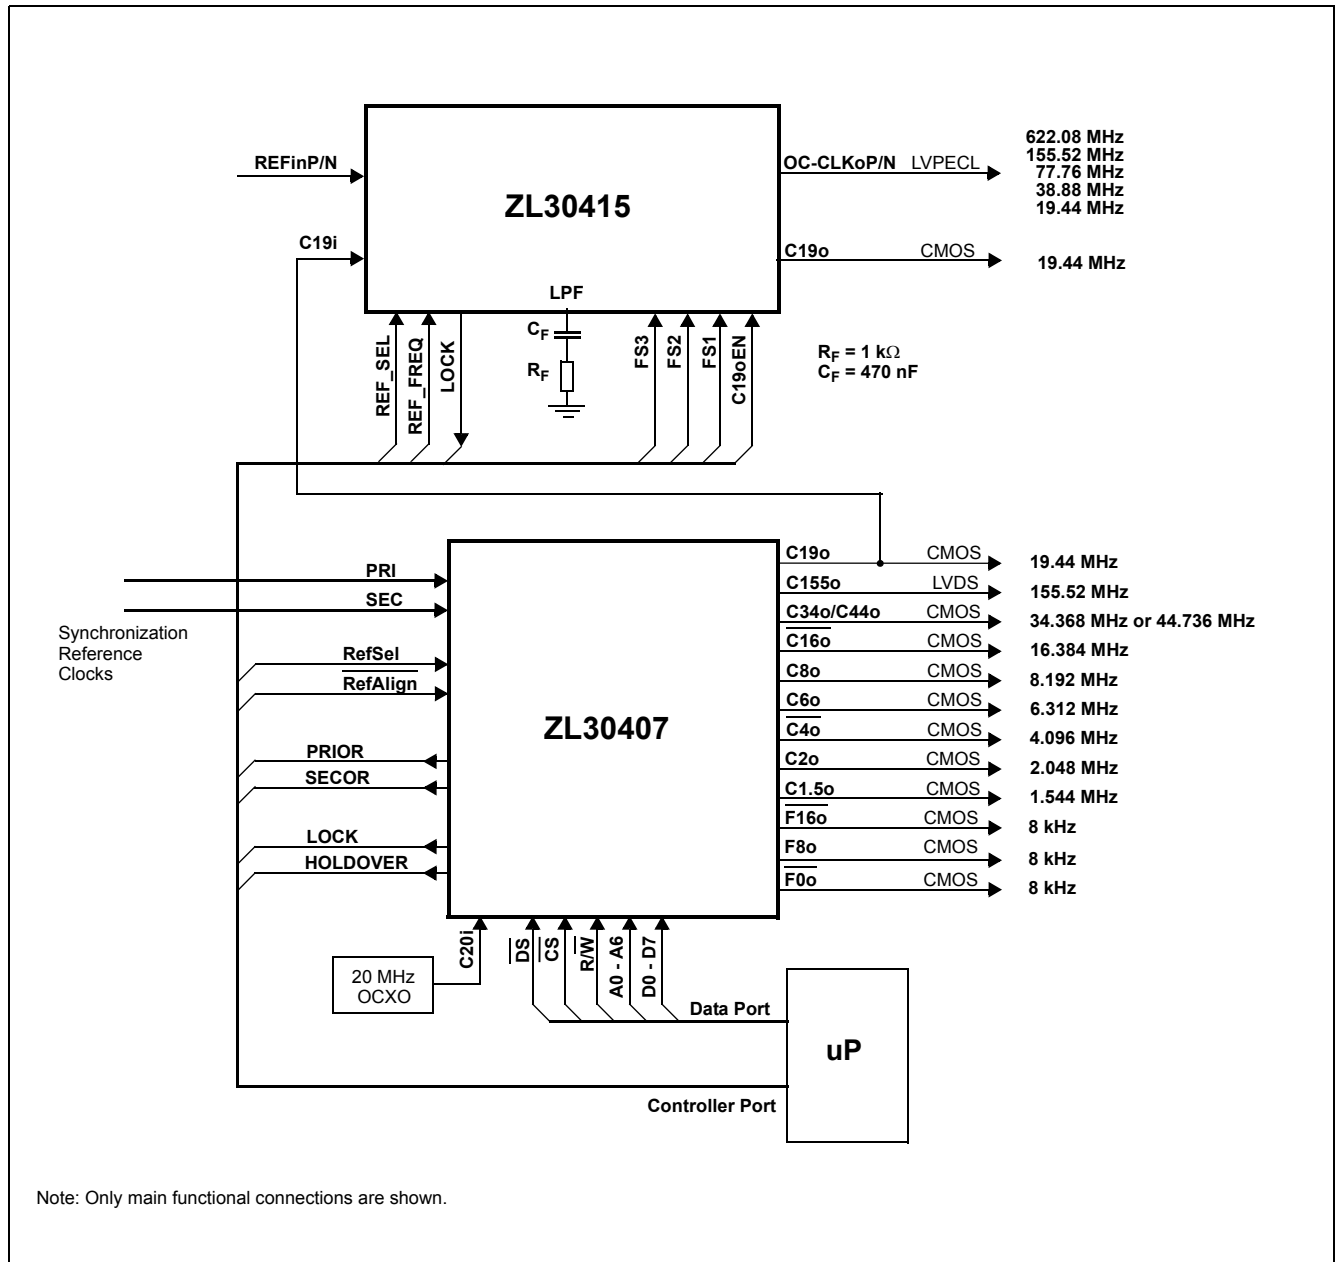 622.08 MHz
155.52 MHz
77.76 MHz
38.88 MHz
19.44 MHz
REFinP/N
OC-CLKoP/N LVPECL
ZL30415
C19i
C19o CMOS
19.44 MHz
LPF
CF
RF
REF_SEL
REF_FREQ
LOCK
FS3
FS2
FS1
C19oEN
RF = 1 kΩ
CF = 470 nF
C19o CMOS 19.44 MHz
PRI
C155o LVDS 155.52 MHz
SEC
C34o/C44o CMOS 34.368 MHz or 44.736 MHz
Synchronization
Reference
Clocks
C16o CMOS 16.384 MHz
RefSel
C8o CMOS 8.192 MHz
RefAlign
C6o CMOS 6.312 MHz
ZL30407
C4o CMOS 4.096 MHz
PRIOR
C2o CMOS 2.048 MHz
SECOR
C1.5o CMOS 1.544 MHz
F16o CMOS 8 kHz
LOCK
F8o CMOS 8 kHz
HOLDOVER
F0o CMOS 8 kHz
C20i
DS
CS
R/W
A0 - A6
D0 - D7
20 MHz
OCXO
Data Port
uP
Controller Port
Note: Only main functional connections are shown.